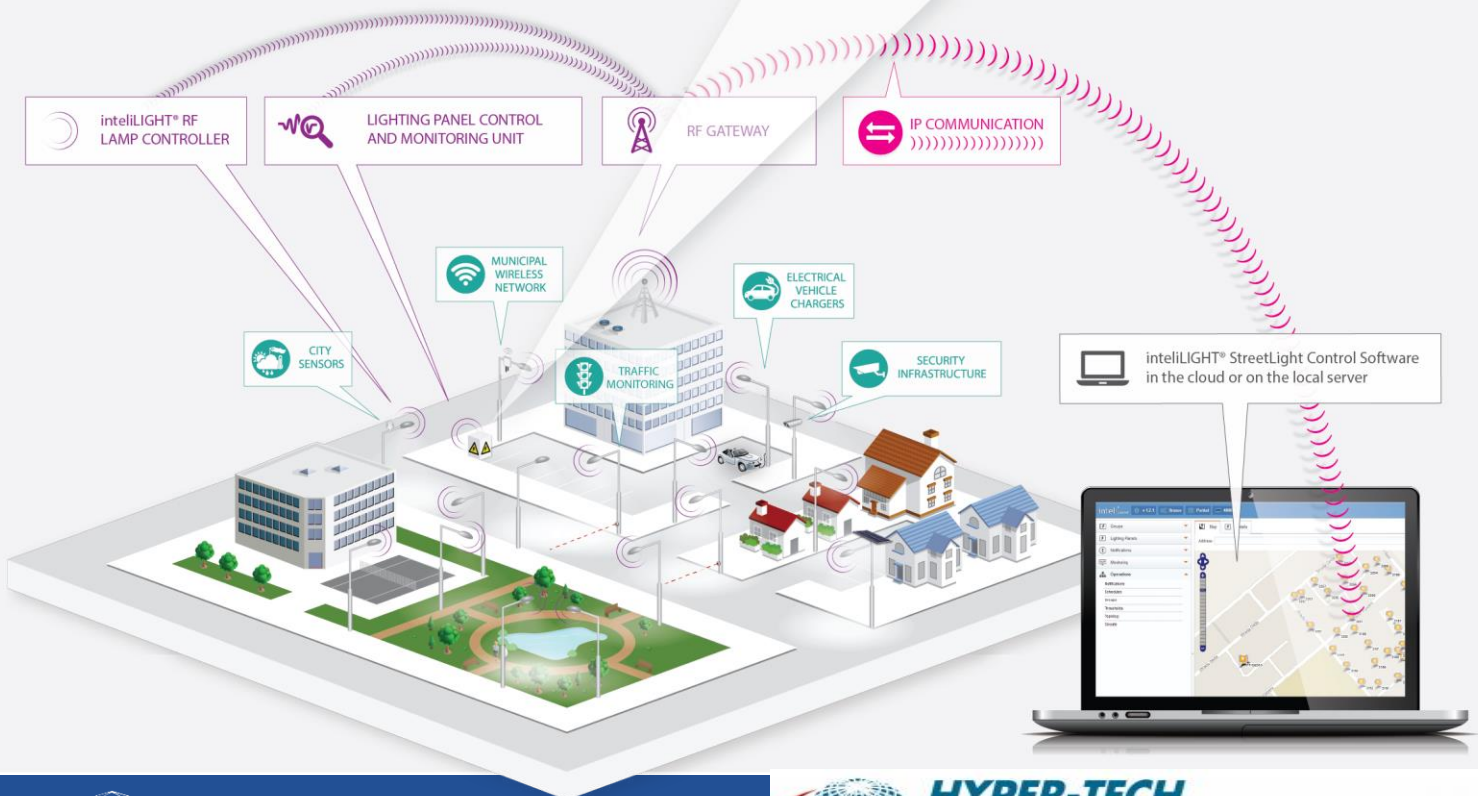 inteliLIGHT® RF
LAMP CONTROLLER
LIGHTING PANEL CONTROL
AND MONITORING UNIT
RF GATEWAY
IP COMMUNICATION
MUNICIPAL
WIRELESS
NETWORK
ELECTRICAL
VEHICLE
CHARGERS
CITY
SENSORS
TRAFFIC
MONITORING
SECURITY
INFRASTRUCTURE
inteliLIGHT® StreetLight Control Software
in the cloud or on the local server
Groups
Map
Lighting Panels
Notifications
Monitoring
Operations
HYPER-TECH